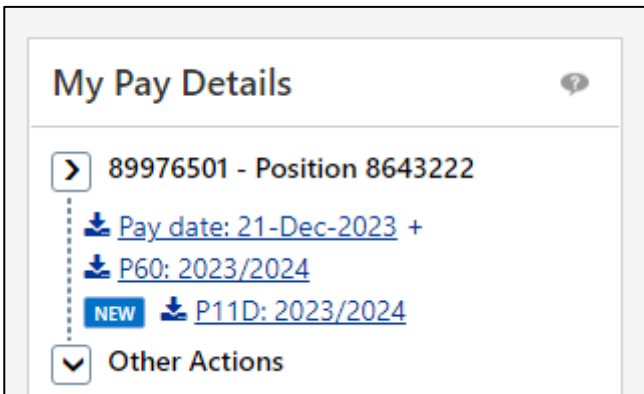 My Pay Details
89976501 - Position 8643222
Pay date: 21-Dec-2023 +
P60: 2023/2024
NEW P11D: 2023/2024
Other Actions